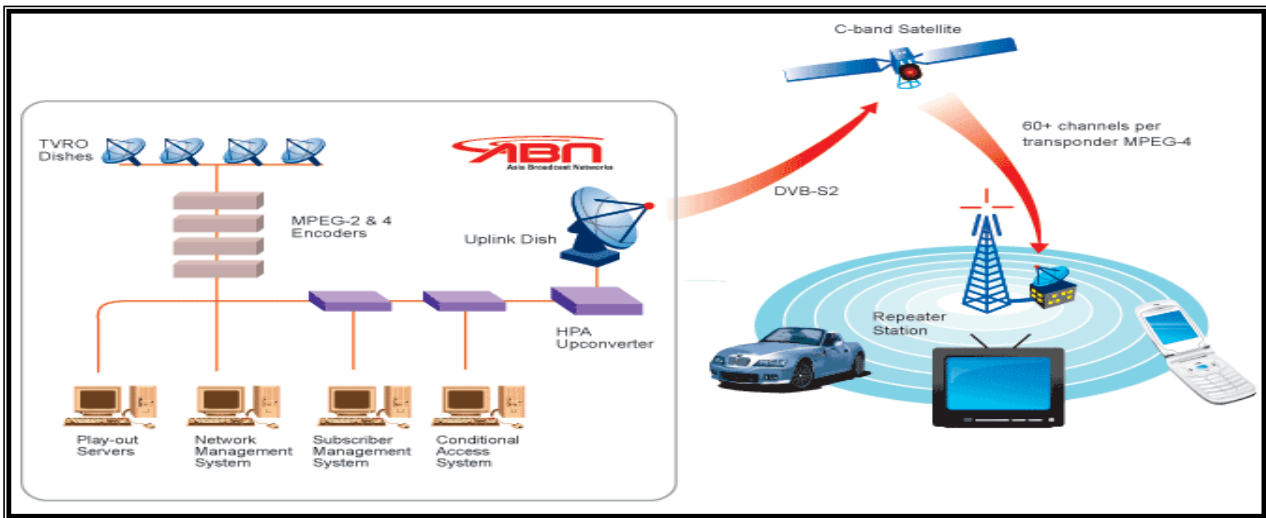 C-band Satellite
TVRO
Dishes
ABN
Asia Broadcast Networks
60+ channels per
transponder MPEG-4
DVB-S2
MPEG-2 & 4
Encoders
Uplink Dish
HPA
Upconverter
Repeater
Station
Play-out
Servers
Network
Management
System
Subscriber
Management
System
Conditional
Access
System